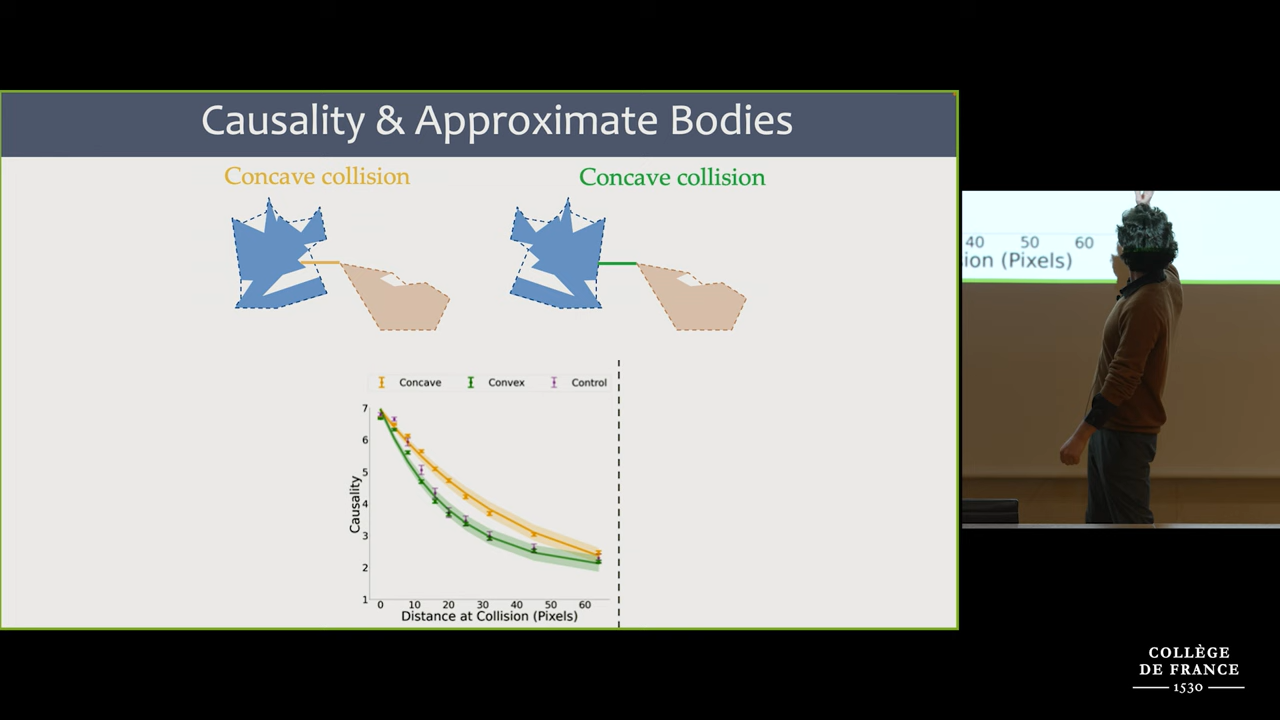 Causality & Approximate Bodies
Concave collision
Concave collision
Concave Convex Control
7
6
5
4
3
2
1
Causality
0 10 20 30 40 50 60
Distance at Collision (Pixels)
40 50 60
ion (Pixels)
COLLÈGE
DE FRANCE
1530